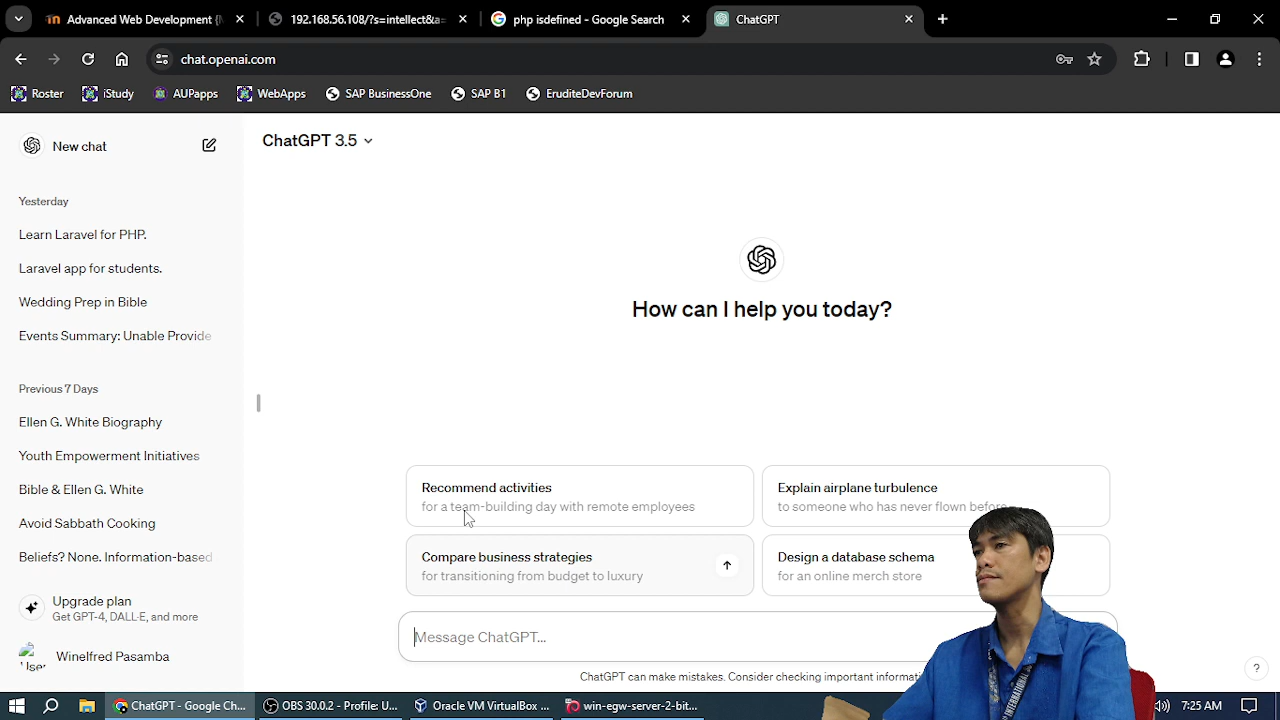 Advanced Web Development (
192.168.56.108/?s=intellect&a=
php isdefined - Google Search
ChatGPT
chat.openai.com
Roster
iStudy
AUPapps
WebApps
SAP BusinessOne
SAP B1
EruditeDevForum
New chat
ChatGPT 3.5
Yesterday
Learn Laravel for PHP.
Laravel app for students.
Wedding Prep in Bible
Events Summary: Unable Provide
Previous 7 Days
Ellen G. White Biography
Youth Empowerment Initiatives
Bible & Ellen G. White
Avoid Sabbath Cooking
Beliefs? None. Information-based
Upgrade plan
Get GPT-4, DALL·E, and more
Winelfred Pasamba
How can I help you today?
Recommend activities
for a team-building day with remote employees
Explain airplane turbulence
to someone who has never flown before
Compare business strategies
for transitioning from budget to luxury
Design a database schema
for an online merch store
Message ChatGPT...
ChatGPT can make mistakes. Consider checking important
?
ChatGPT - Google Ch...
OBS 30.0.2 - Profile: U...
Oracle VM VirtualBox ...
win-egw-server-2-bit...
7:25 AM